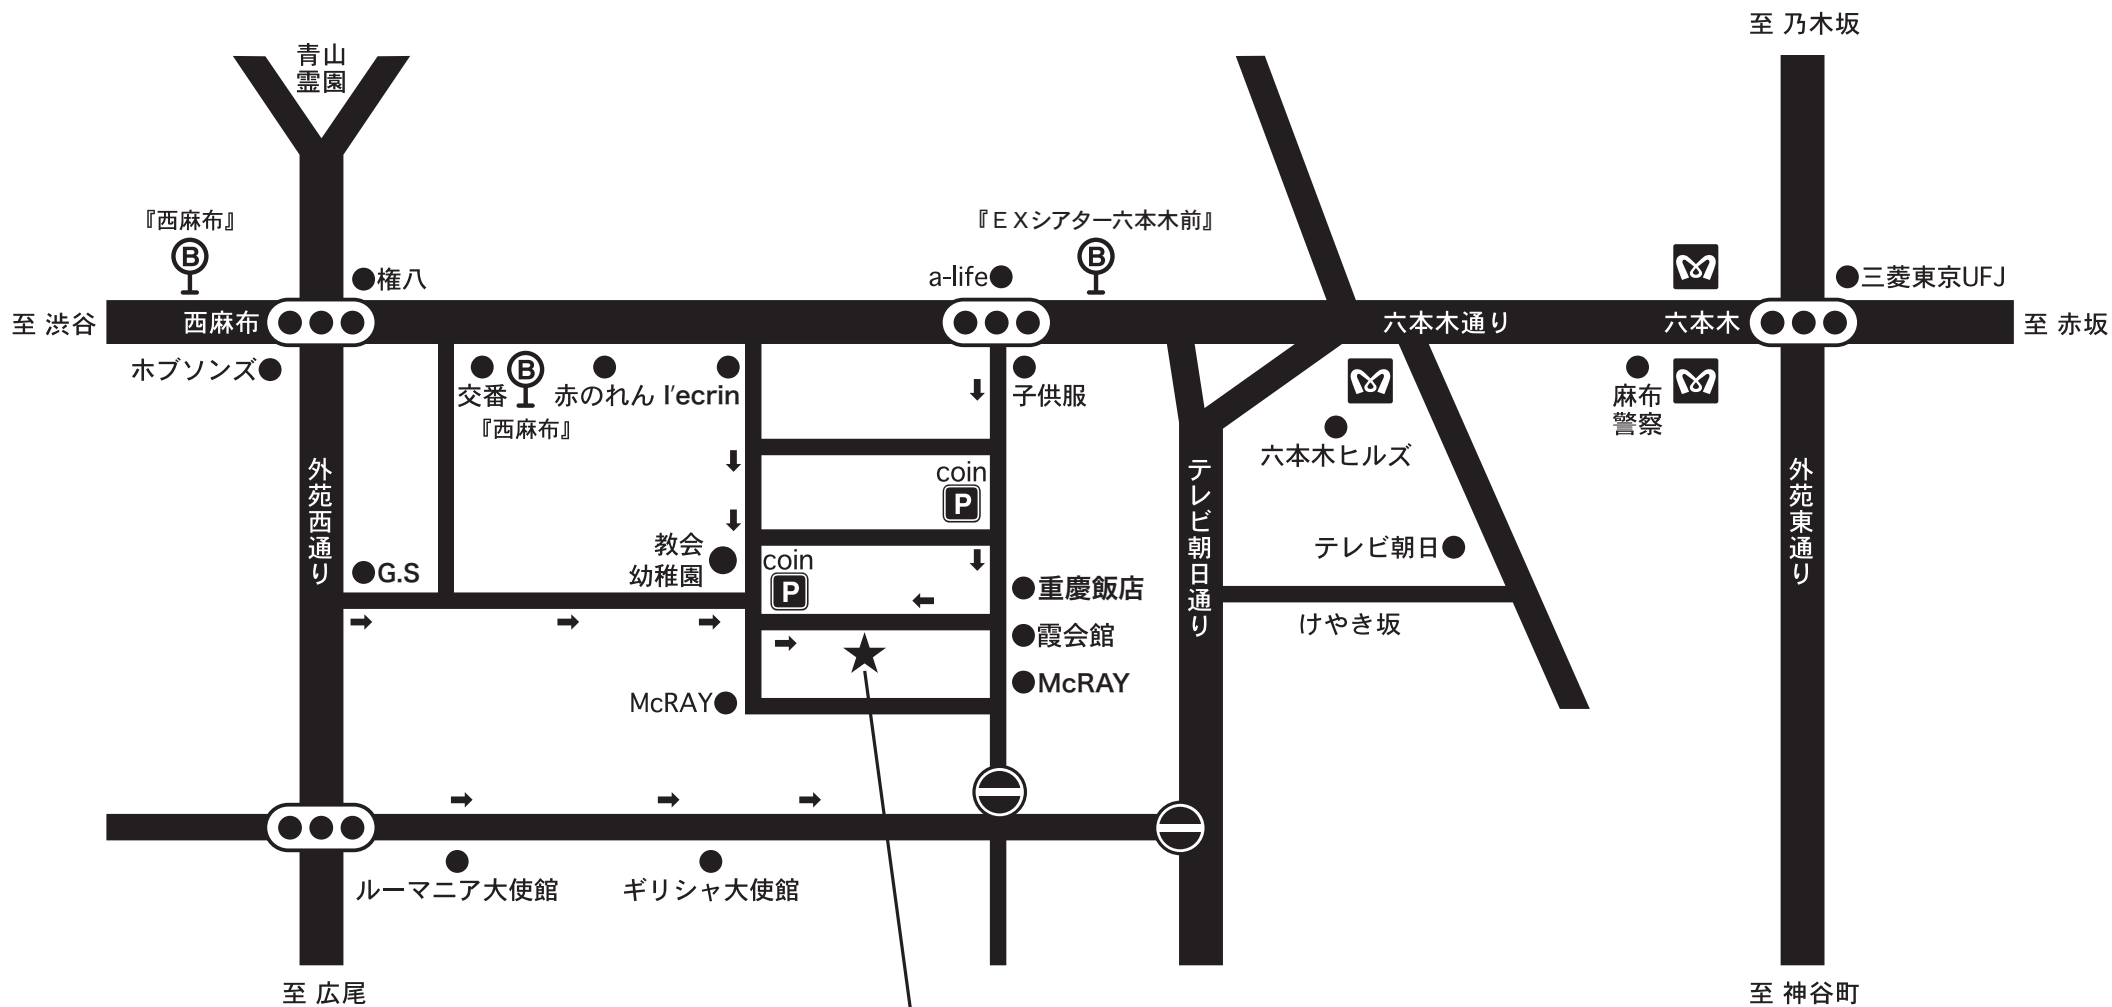 至 乃木坂
青山
霊園
『西麻布』
B
『EXシアター六本木前』
B
権八
a-life
三菱東京UFJ
至 渋谷
西麻布
六本木通り
六本木
至 赤坂
ホブソンズ
交番
B
『西麻布』
赤のれん
l'ecrin
子供服
麻布
警察
六本木ヒルズ
外苑西通り
テレビ朝日通り
外苑東通り
coin
P
教会
幼稚園
coin
P
G.S
テレビ朝日
重慶飯店
けやき坂
霞会館
McRAY
McRAY
ルーマニア大使館
ギリシャ大使館
至 広尾
至 神谷町